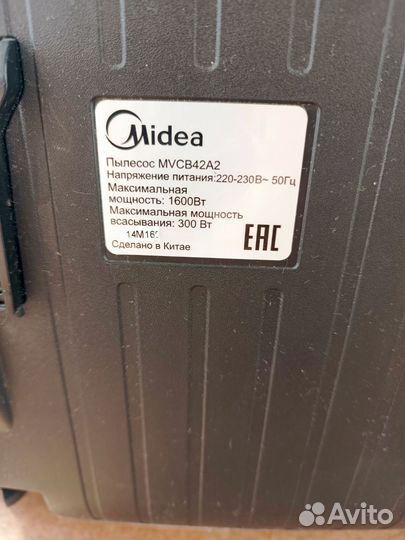 Midea
Пылесос MVCB42A2
Напряжение питания:220-230В~ 50Гц
Максимальная
мощность: 1600Вт
Максимальная мощность
всасывания: 300 Вт
Сделано в Китае
EAC
Avito